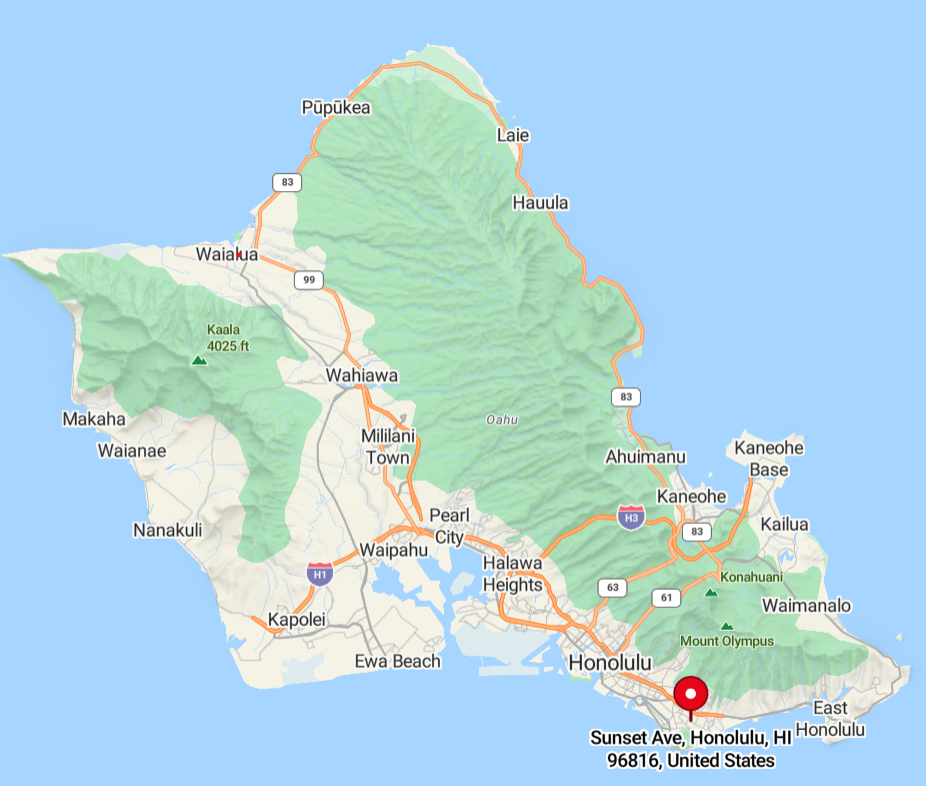 Pūpūkea
Laie
83
Hauula
Waialua
99
Kaala
4025 ft
Wahiawa
83
Makaha
Oahu
Mililani
Town
Waianae
Kaneohe
Base
Ahuimanu
Kaneohe
Pearl
City
H3
Kailua
Nanakuli
83
Waipahu
Halawa
Heights
H1
Konahuani
63
61
Waimanalo
Kapolei
Mount Olympus
Ewa Beach
Honolulu
East
Honolulu
Sunset Ave, Honolulu, HI
96816, United States